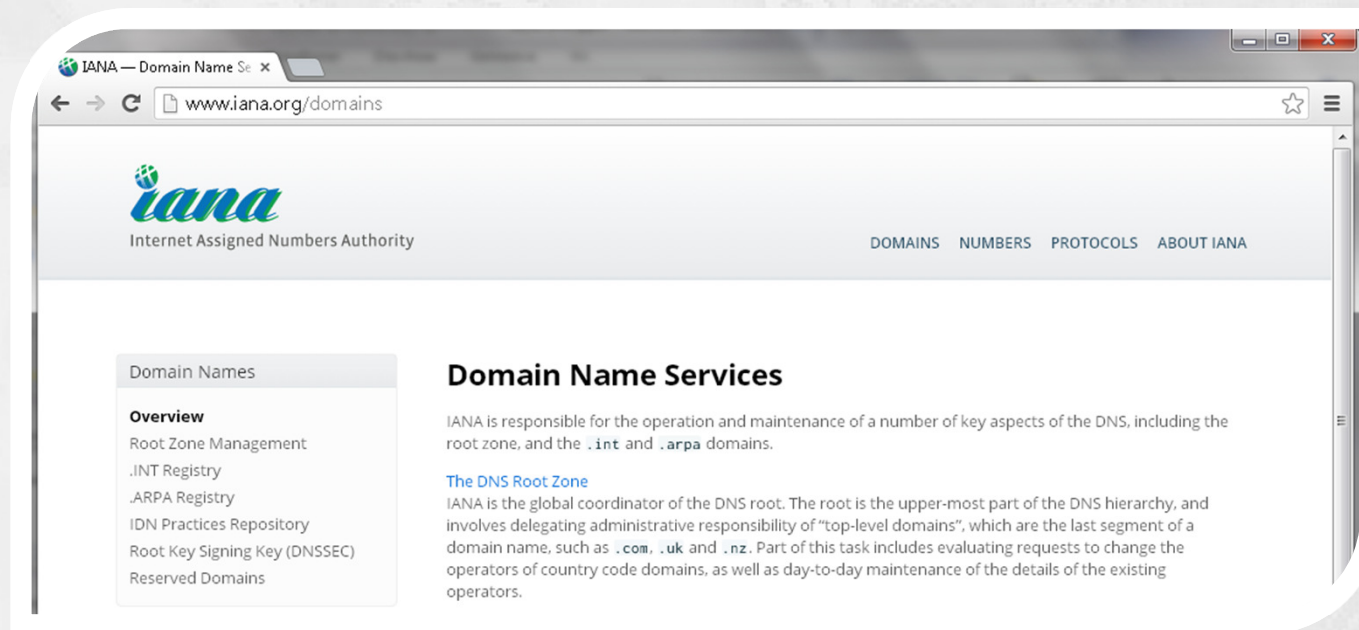 IANA — Domain Name Se
www.iana.org/domains
iana
Internet Assigned Numbers Authority
DOMAINS NUMBERS PROTOCOLS ABOUT IANA
Domain Names
Overview
Root Zone Management
.INT Registry
.ARPA Registry
IDN Practices Repository
Root Key Signing Key (DNSSEC)
Reserved Domains
Domain Name Services
IANA is responsible for the operation and maintenance of a number of key aspects of the DNS, including the
root zone, and the .int and .arpa domains.
The DNS Root Zone
IANA is the global coordinator of the DNS root. The root is the upper-most part of the DNS hierarchy, and
involves delegating administrative responsibility of “top-level domains”, which are the last segment of a
domain name, such as .com, .uk and .nz. Part of this task includes evaluating requests to change the
operators of country code domains, as well as day-to-day maintenance of the details of the existing
operators.